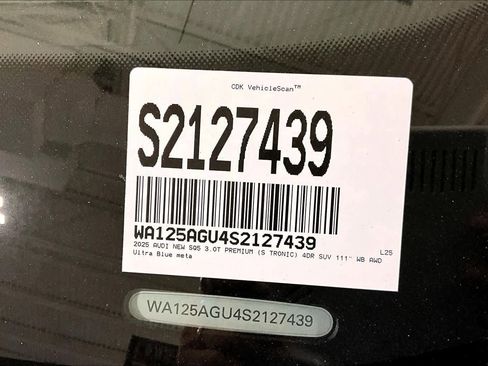 CDK VehicleScan™
S2127439
WA125AGU4S2127439
L25
2025 AUDI NEW SQ5 3.0T PREMIUM (S TRONIC) 4DR SUV 111" WB AWD
Ultra Blue meta
WA125AGU4S2127439